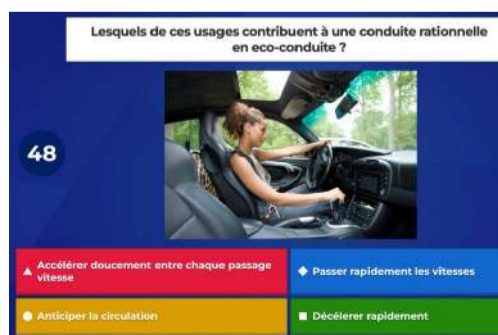 Lesquels de ces usages contribuent à une conduite rationnelle
en eco-conduite ?
48
Accélérer doucement entre chaque passage
vitesse
Passer rapidement les vitesses
Anticiper la circulation
Décélerer rapidement